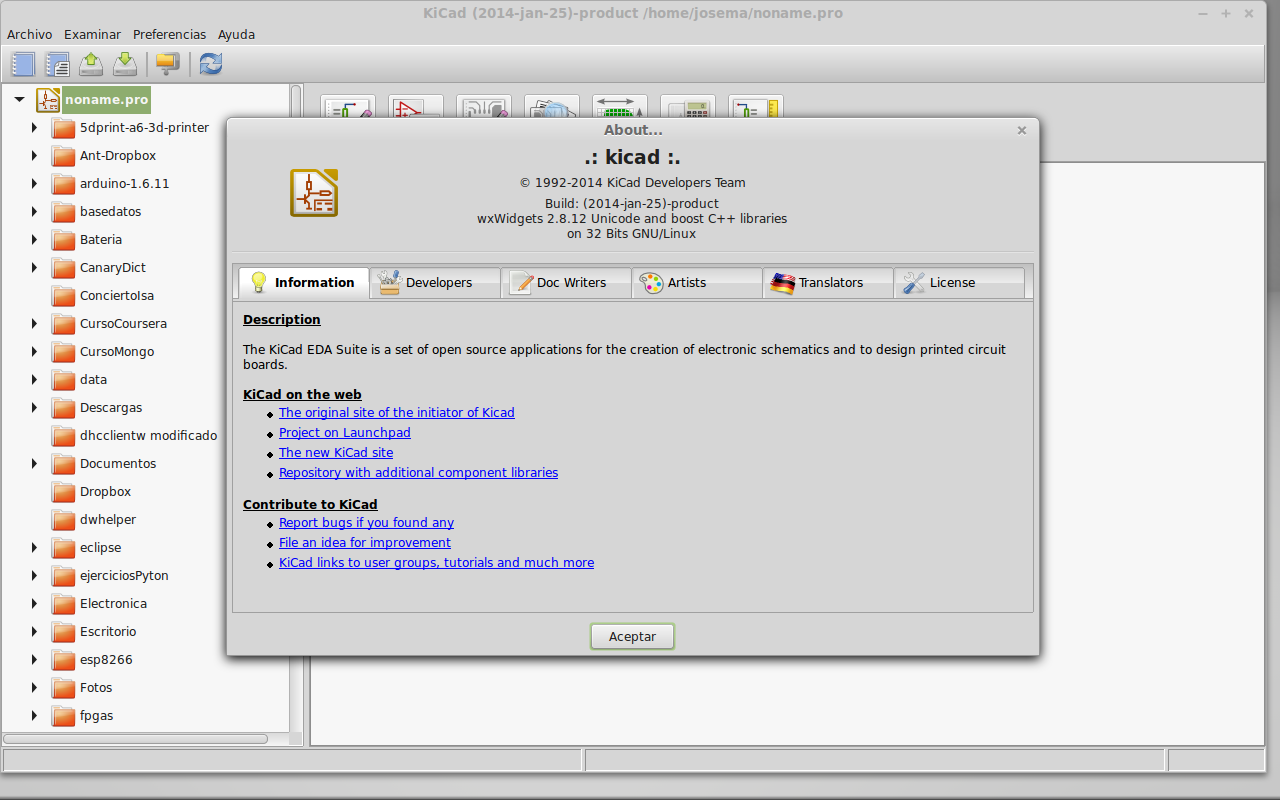 KiCad (2014-jan-25)-product /home/josema/noname.pro
Archivo Examinar Preferencias Ayuda
noname.pro
5dprint-a6-3d-printer
Ant-Dropbox
arduino-1.6.11
basedatos
Bateria
CanaryDict
ConciertoIsa
CursoCoursera
CursoMongo
data
Descargas
dhcclientw modificado
Documentos
Dropbox
dwhelper
eclipse
ejerciciosPyton
Electronica
Escritorio
esp8266
Fotos
fpgas
About...
.: kicad :.
© 1992-2014 KiCad Developers Team
Build: (2014-jan-25)-product
wxWidgets 2.8.12 Unicode and boost C++ libraries
on 32 Bits GNU/Linux
Information Developers Doc Writers Artists Translators License
Description
The KiCad EDA Suite is a set of open source applications for the creation of electronic schematics and to design printed circuit
boards.
KiCad on the web
The original site of the initiator of Kicad
Project on Launchpad
The new KiCad site
Repository with additional component libraries
Contribute to KiCad
Report bugs if you found any
File an idea for improvement
KiCad links to user groups, tutorials and much more
Aceptar